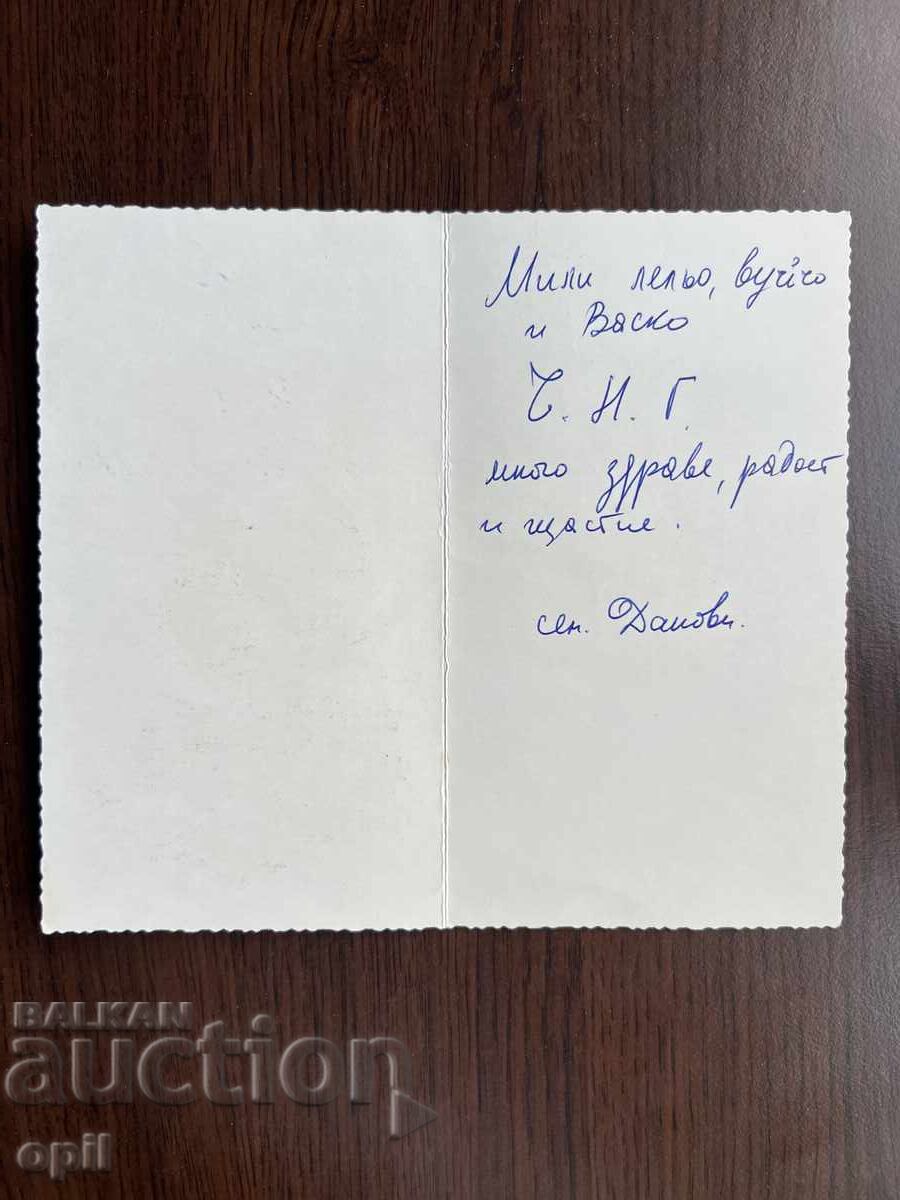 Мили лельо, вуйчо
и Васко
Ч. Н. Г.
много здраве, радост
и щастие.
сем. Данови.
BALKAN
auction
opil